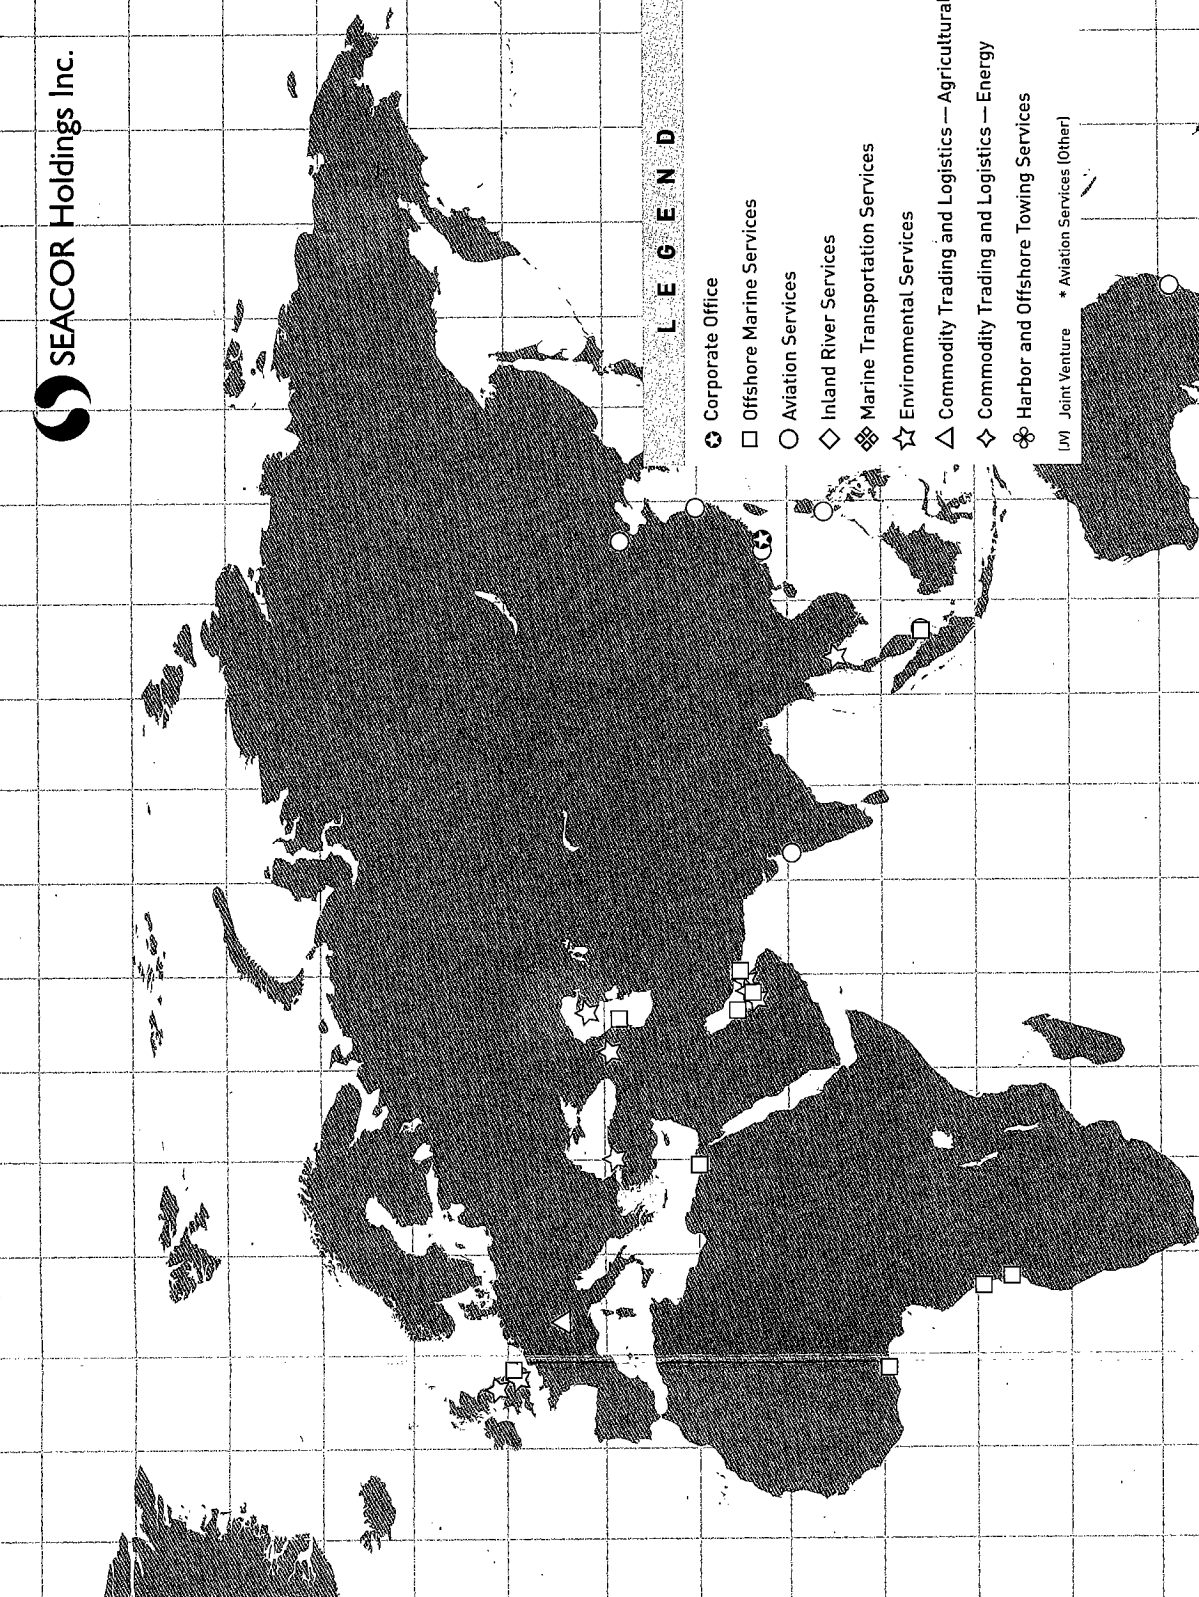 SEACOR Holdings Inc.
LEGEND
Corporate Office
Offshore Marine Services
Aviation Services
Inland River Services
Marine Transportation Services
Environmental Services
Commodity Trading and Logistics — Agricultural
Commodity Trading and Logistics — Energy
Harbor and Offshore Towing Services
(JV) Joint Venture * Aviation Services (Other)